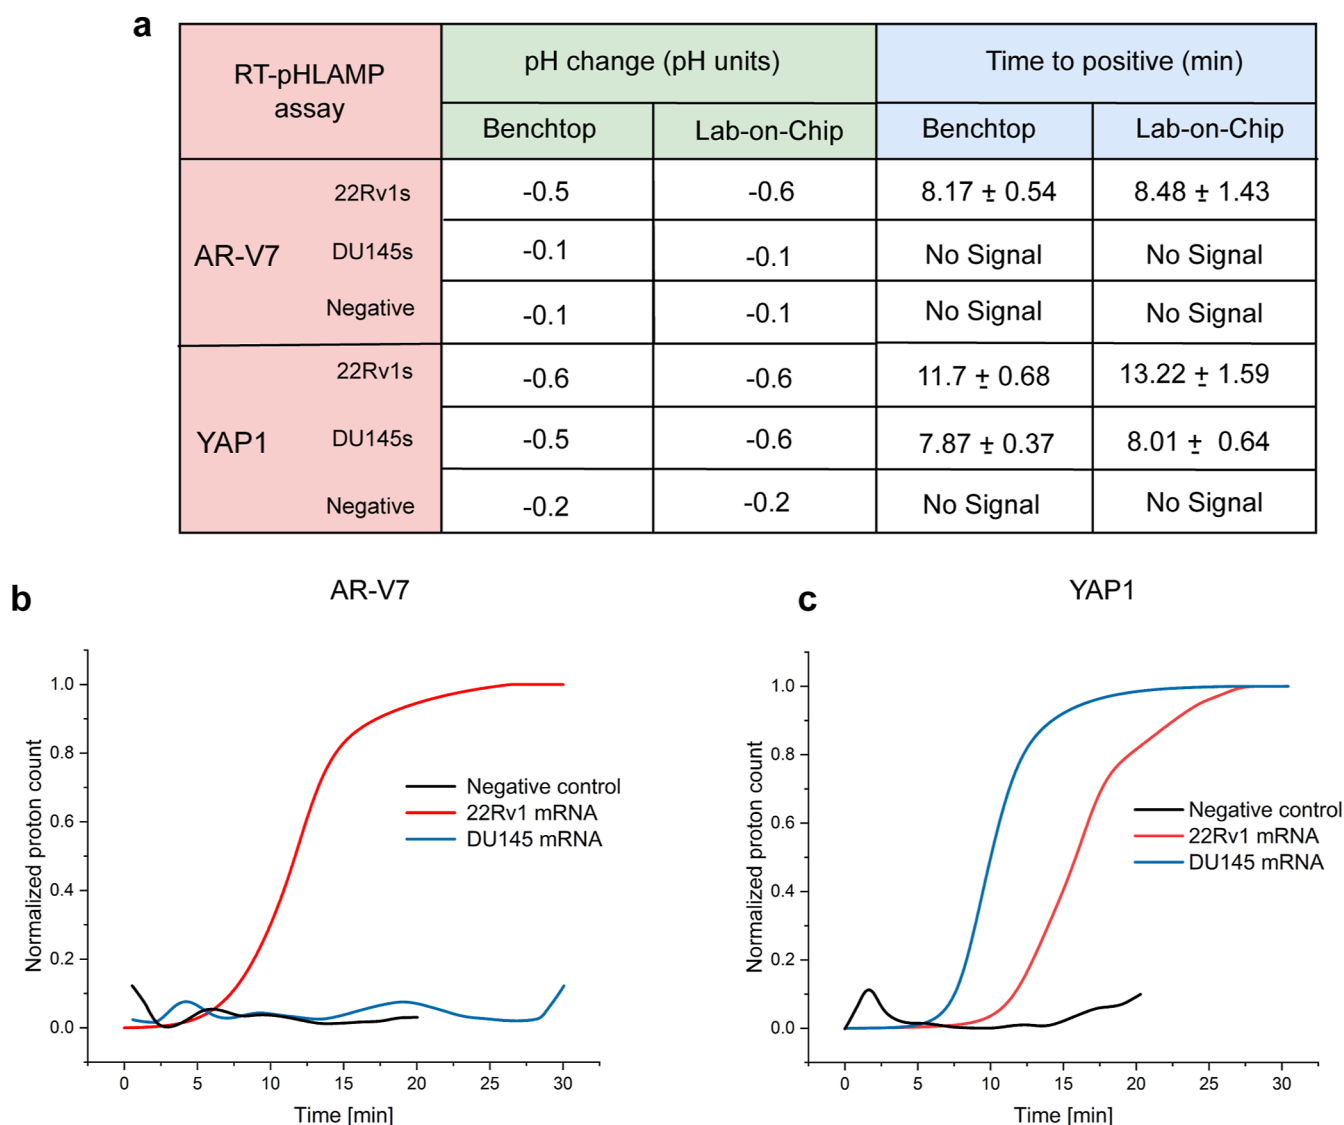 a
RT-pHLAMP
assay
pH change (pH units)
Time to positive (min)
Benchtop
Lab-on-Chip
Benchtop
Lab-on-Chip
AR-V7
22Rv1s
-0.5
-0.6
8.17 ± 0.54
8.48 ± 1.43
DU145s
-0.1
-0.1
No Signal
No Signal
Negative
-0.1
-0.1
No Signal
No Signal
YAP1
22Rv1s
-0.6
-0.6
11.7 ± 0.68
13.22 ± 1.59
DU145s
-0.5
-0.6
7.87 ± 0.37
8.01 ± 0.64
Negative
-0.2
-0.2
No Signal
No Signal
b
AR-V7
Normalized proton count
1.0
0.8
0.6
0.4
0.2
0.0
Negative control
22Rv1 mRNA
DU145 mRNA
0
5
10
15
20
25
30
Time [min]
c
YAP1
Normalized proton count
1.0
0.8
0.6
0.4
0.2
0.0
Negative control
22Rv1 mRNA
DU145 mRNA
0
5
10
15
20
25
30
Time [min]